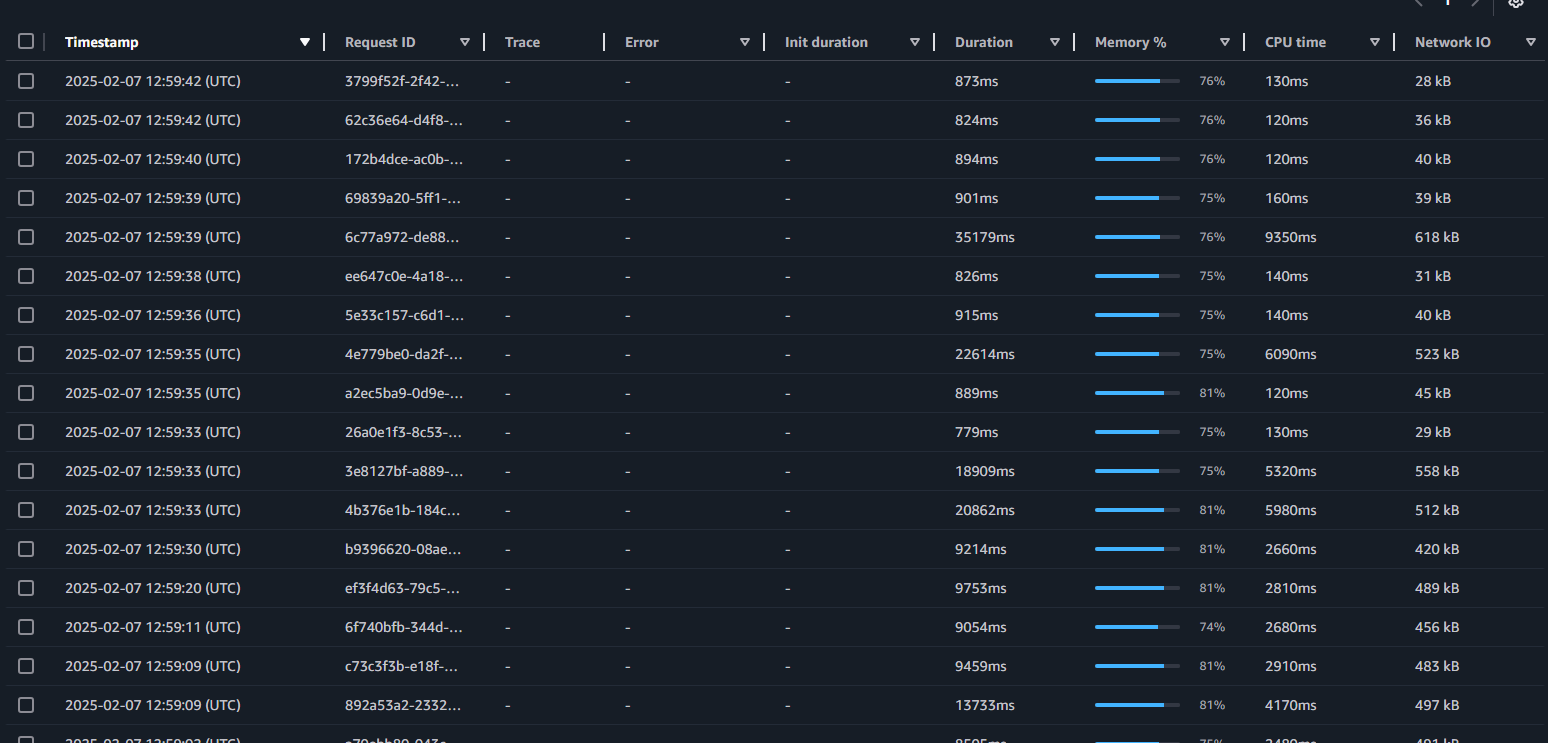 1
Timestamp Request ID Trace Error Init duration Duration Memory % CPU time Network IO
2025-02-07 12:59:42 (UTC) 3799f52f-2f42-... - - - 873ms 76% 130ms 28 kB
2025-02-07 12:59:42 (UTC) 62c36e64-d4f8-... - - - 824ms 76% 120ms 36 kB
2025-02-07 12:59:40 (UTC) 172b4dce-ac0b-... - - - 894ms 76% 120ms 40 kB
2025-02-07 12:59:39 (UTC) 69839a20-5ff1-... - - - 901ms 75% 160ms 39 kB
2025-02-07 12:59:39 (UTC) 6c77a972-de88... - - - 35179ms 76% 9350ms 618 kB
2025-02-07 12:59:38 (UTC) ee647c0e-4a18-... - - - 826ms 75% 140ms 31 kB
2025-02-07 12:59:36 (UTC) 5e33c157-c6d1-... - - - 915ms 75% 140ms 40 kB
2025-02-07 12:59:35 (UTC) 4e779be0-da2f-... - - - 22614ms 75% 6090ms 523 kB
2025-02-07 12:59:35 (UTC) a2ec5ba9-0d9e-... - - - 889ms 81% 120ms 45 kB
2025-02-07 12:59:33 (UTC) 26a0e1f3-8c53-... - - - 779ms 75% 130ms 29 kB
2025-02-07 12:59:33 (UTC) 3e8127bf-a889-... - - - 18909ms 75% 5320ms 558 kB
2025-02-07 12:59:33 (UTC) 4b376e1b-184c... - - - 20862ms 81% 5980ms 512 kB
2025-02-07 12:59:30 (UTC) b9396620-08ae... - - - 9214ms 81% 2660ms 420 kB
2025-02-07 12:59:20 (UTC) ef3f4d63-79c5-... - - - 9753ms 81% 2810ms 489 kB
2025-02-07 12:59:11 (UTC) 6f740bfb-344d-... - - - 9054ms 74% 2680ms 456 kB
2025-02-07 12:59:09 (UTC) c73c3f3b-e18f-... - - - 9459ms 81% 2910ms 483 kB
2025-02-07 12:59:09 (UTC) 892a53a2-2332... - - - 13733ms 81% 4170ms 497 kB